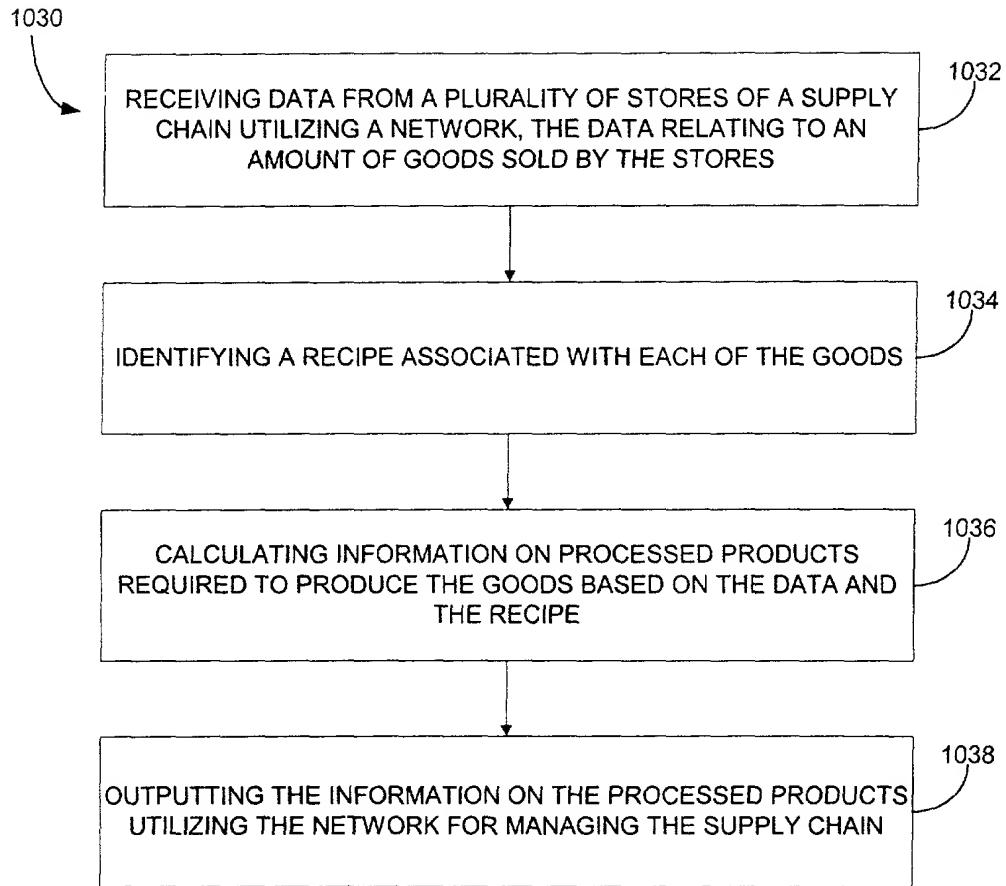 1030
RECEIVING DATA FROM A PLURALITY OF STORES OF A SUPPLY
CHAIN UTILIZING A NETWORK, THE DATA RELATING TO AN
AMOUNT OF GOODS SOLD BY THE STORES
1032
IDENTIFYING A RECIPE ASSOCIATED WITH EACH OF THE GOODS
1034
CALCULATING INFORMATION ON PROCESSED PRODUCTS
REQUIRED TO PRODUCE THE GOODS BASED ON THE DATA AND
THE RECIPE
1036
OUTPUTTING THE INFORMATION ON THE PROCESSED PRODUCTS
UTILIZING THE NETWORK FOR MANAGING THE SUPPLY CHAIN
1038